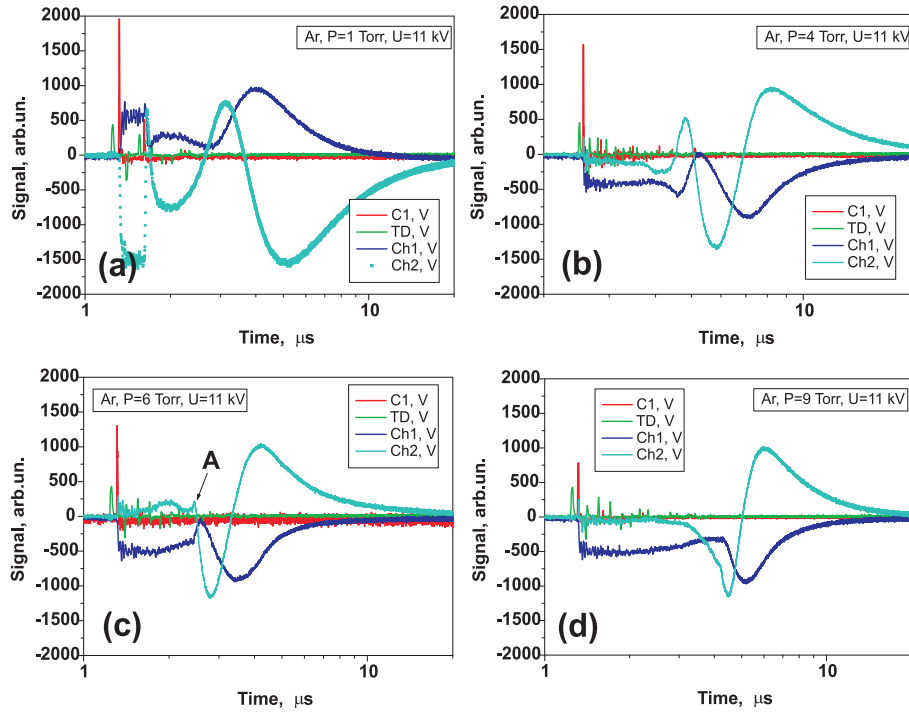 Ar, P=1 Torr, U=11 kV
Signal, arb.un.
2000
1500
1000
500
0
-500
-1000
-1500
-2000
C1, V
TD, V
Ch1, V
Ch2, V
(a)
1
10
Time, μs
Ar, P=4 Torr, U=11 kV
Signal, arb.un.
2000
1500
1000
500
0
-500
-1000
-1500
-2000
C1, V
TD, V
Ch1, V
Ch2, V
(b)
10
Time, μs
Ar, P=6 Torr, U=11 kV
Signal, arb.un.
2000
1500
1000
500
0
-500
-1000
-1500
-2000
C1, V
TD, V
Ch1, V
Ch2, V
A
(c)
1
10
Time, μs
Ar, P=9 Torr, U=11 kV
Signal, arb.un.
2000
1500
1000
500
0
-500
-1000
-1500
-2000
C1, V
TD, V
Ch1, V
Ch2, V
(d)
1
10
Time, μs